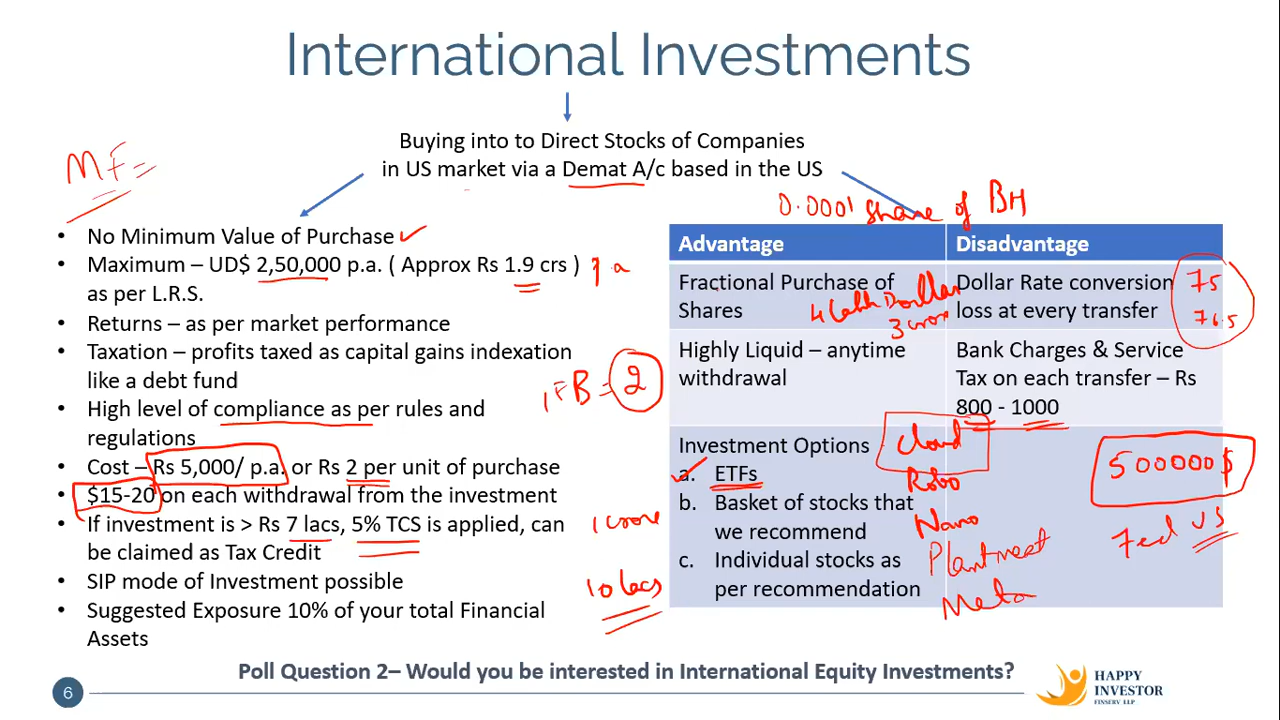 International Investments
Buying into to Direct Stocks of Companies
in US market via a Demat A/c based in the US
MF=
0.0001 share of BH
• No Minimum Value of Purchase
• Maximum – UD$ 2,50,000 p.a. ( Approx Rs 1.9 crs ) p.a
as per L.R.S.
• Returns – as per market performance
• Taxation – profits taxed as capital gains indexation
like a debt fund
• High level of compliance as per rules and
regulations
• Cost – Rs 5,000/ p.a. or Rs 2 per unit of purchase
• $15-20 on each withdrawal from the investment
• If investment is > Rs 7 lacs, 5% TCS is applied, can
be claimed as Tax Credit
• SIP mode of Investment possible
• Suggested Exposure 10% of your total Financial
Assets
1 FB = 2
1 crore
10 lacs
Advantage
Disadvantage
Fractional Purchase of
Shares
4 lakh Dollar
3 crore
Dollar Rate conversion
loss at every transfer
75
76.5
Highly Liquid – anytime
withdrawal
Bank Charges & Service
Tax on each transfer – Rs
800 - 1000
Investment Options
a. ETFs
b. Basket of stocks that
we recommend
c. Individual stocks as
per recommendation
Cloud
Robo
Nano
Plant meat
Meta
500000$
Fed US
Poll Question 2– Would you be interested in International Equity Investments?
6
HAPPY
INVESTOR
FINSERV LLP